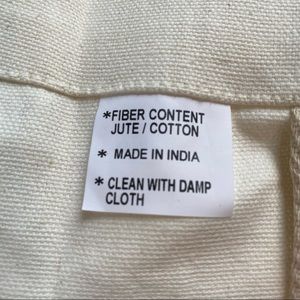 *FIBER CONTENT
JUTE / COTTON
* MADE IN INDIA
* CLEAN WITH DAMP
CLOTH